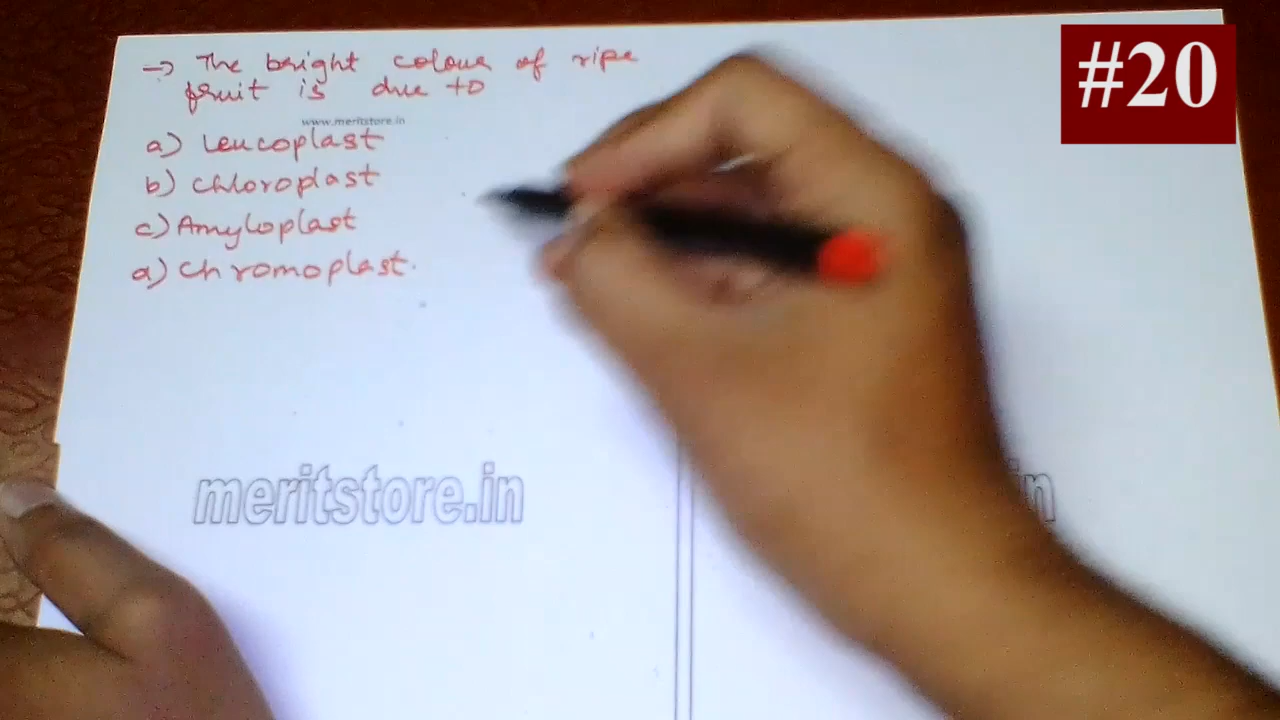 → The bright colour of ripe
fruit is due to
www.meritstore.in
a) Leucoplast
b) chloroplast
c) Amyloplast
a) chromoplast.
meritstore.in
in
#20